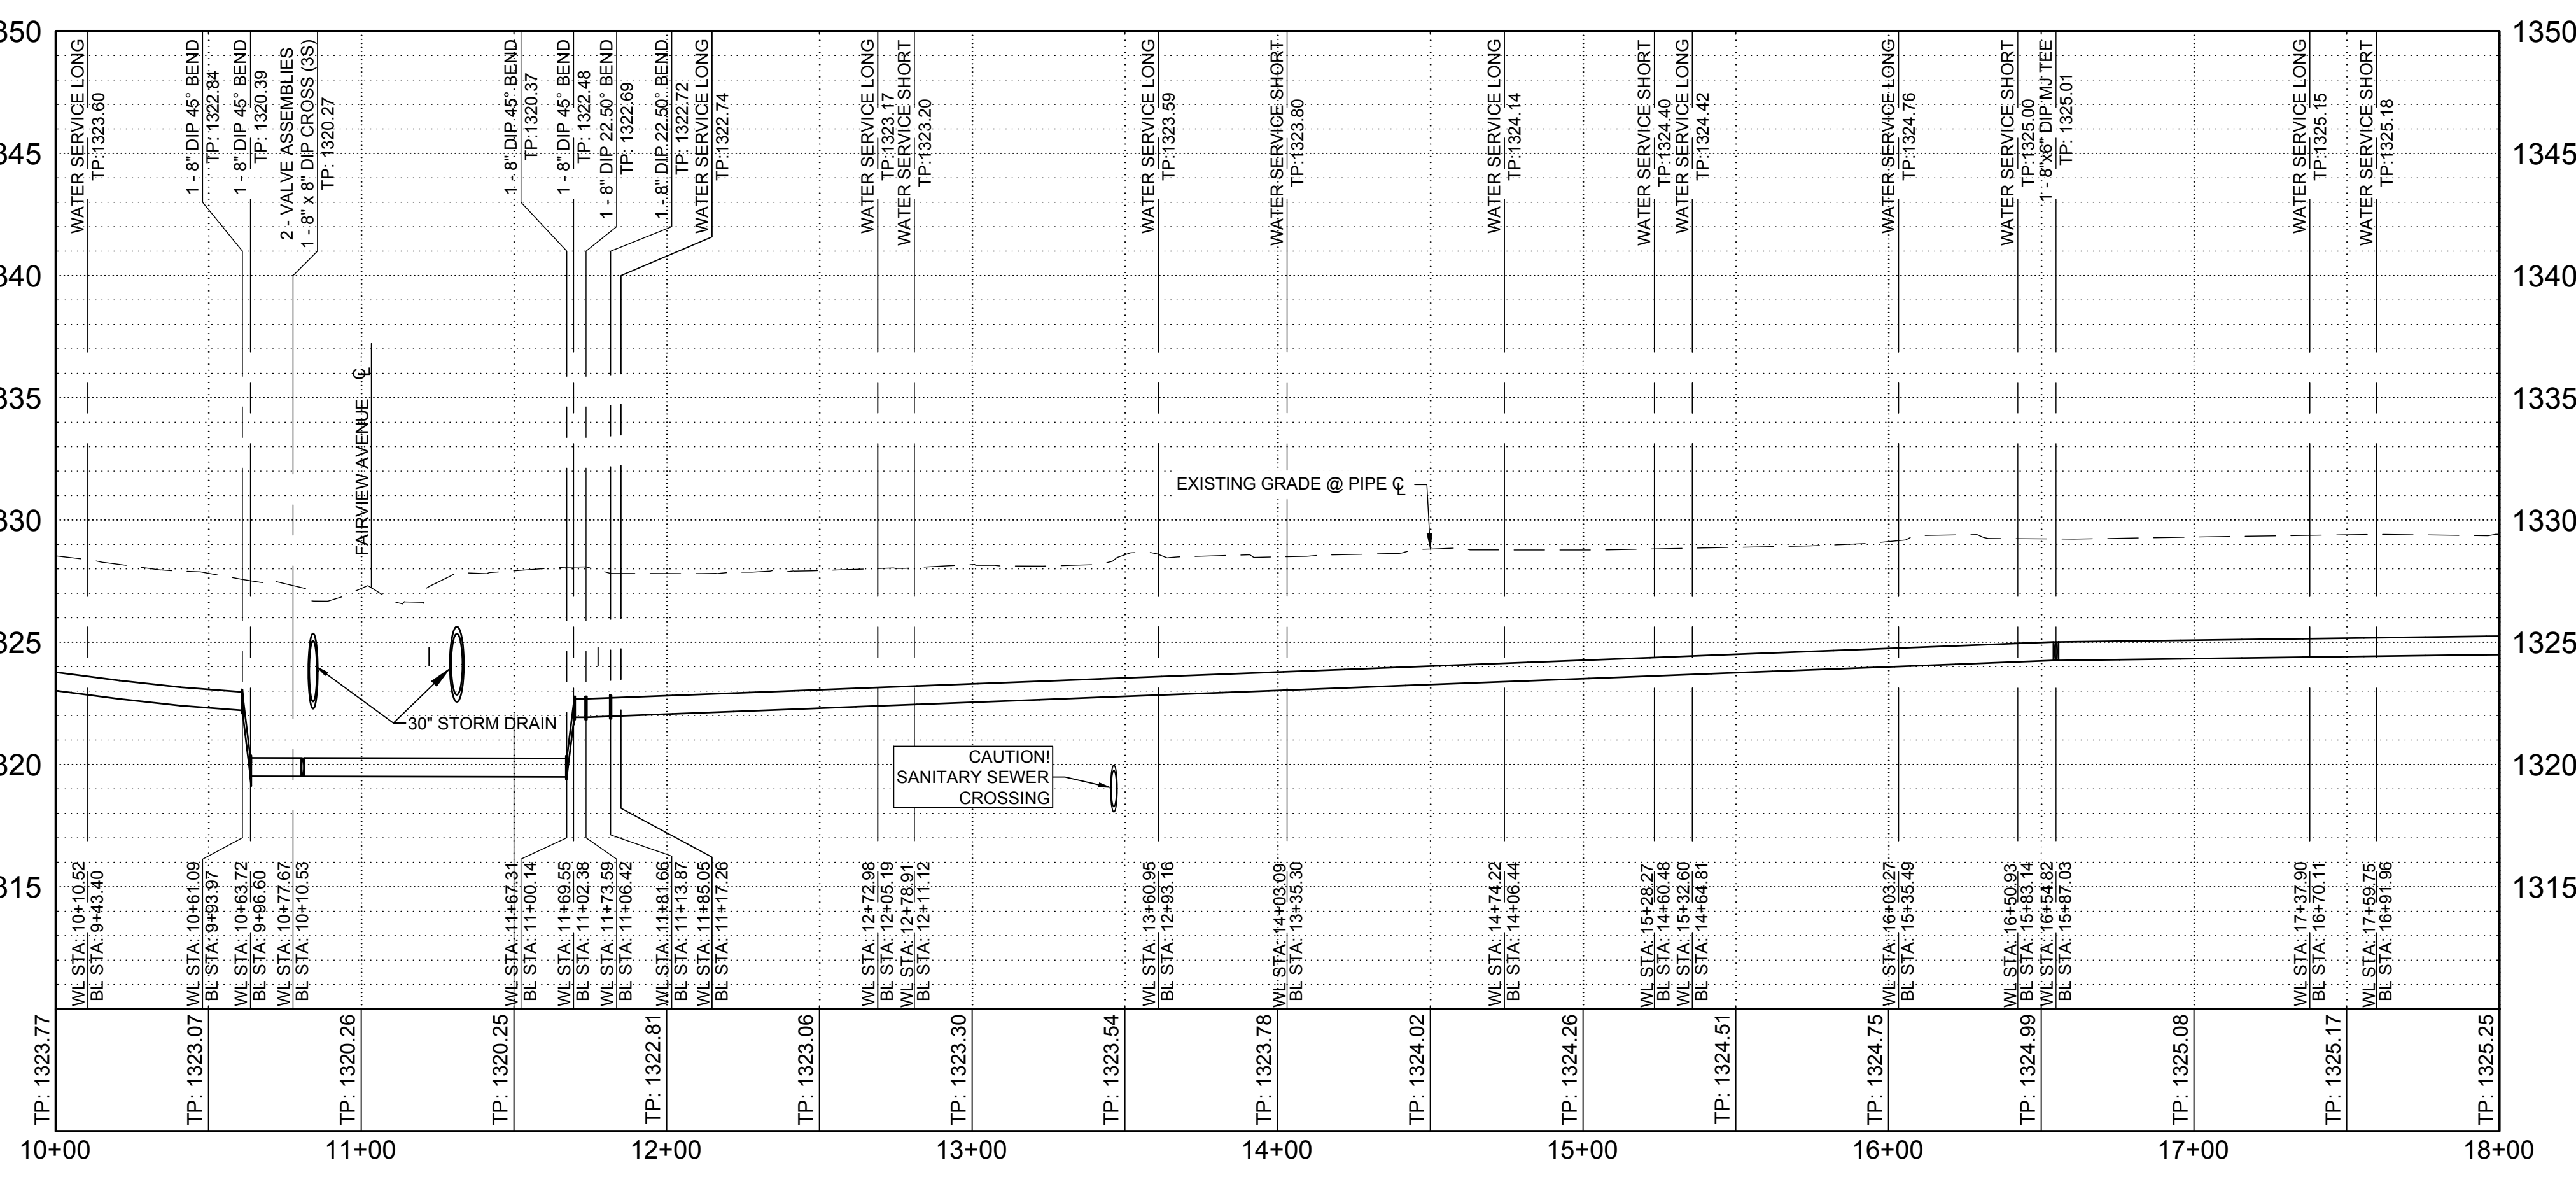 350
345
340
335
330
325
320
315
1350
1345
1340
1335
1330
1325
1320
1315
WATER SERVICE LONG
TP:1323.60
1 - 8" DIP 45° BEND
TP: 1322.84
1 - 8" DIP 45° BEND
TP: 1320.39
2 - VALVE ASSEMBLIES
1 -8" x 8" DIP CROSS (3S)
TP: 1320.27
1 - 8" DIP 45° BEND
TP:1320.37
1 - 8" DIP 45° BEND
TP: 1322.48
1 - 8" DIP 22.50° BEND
TP: 1322.69
1 - 8" DIP 22.50° BEND
TP: 1322.72
WATER SERVICE LONG
TP:1322.74
WATER SERVICE LONG
TP:1323.17
WATER SERVICE SHORT
TP:1323.20
WATER SERVICE LONG
TP:1323.59
WATER SERVICE SHORT
TP:1323.80
WATER SERVICE LONG
TP:1324.14
WATER SERVICE SHORT
TP:1324.40
WATER SERVICE LONG
TP:1324.42
WATER SERVICE LONG
TP:1324.76
WATER SERVICE SHORT
TP:1325.00
1 - 8"x6" DIP MJ TEE
TP: 1325.01
WATER SERVICE LONG
TP:1325.15
WATER SERVICE SHORT
TP:1325.18
FAIRVIEW AVENUE ℄
EXISTING GRADE @ PIPE ℄
30" STORM DRAIN
CAUTION!
SANITARY SEWER
CROSSING
WL STA: 10+10.52
BL STA: 9+43.40
WL STA: 10+61.09
BL STA: 9+93.97
WL STA: 10+63.72
BL STA: 9+96.60
WL STA: 10+77.67
BL STA: 10+10.53
WL STA: 11+67.31
BL STA: 11+00.14
WL STA: 11+69.55
BL STA: 11+02.38
WL STA: 11+73.59
BL STA: 11+06.42
WL STA: 11+81.66
BL STA: 11+13.87
WL STA: 11+85.05
BL STA: 11+17.26
WL STA: 12+72.98
BL STA: 12+05.19
WL STA: 12+78.91
BL STA: 12+11.12
WL STA: 13+60.95
BL STA: 12+93.16
WL STA: 14+03.09
BL STA: 13+35.30
WL STA: 14+74.22
BL STA: 14+06.44
WL STA: 15+28.27
BL STA: 14+60.48
WL STA: 15+32.60
BL STA: 14+64.81
WL STA: 16+03.27
BL STA: 15+35.49
WL STA: 16+50.93
BL STA: 15+83.14
WL STA: 16+54.82
BL STA: 15+87.03
WL STA: 17+37.90
BL STA: 16+70.11
WL STA: 17+59.75
BL STA: 16+91.96
TP: 1323.77
TP: 1323.07
TP: 1320.26
TP: 1320.25
TP: 1322.81
TP: 1323.06
TP: 1323.30
TP: 1323.54
TP: 1323.78
TP: 1324.02
TP: 1324.26
TP: 1324.51
TP: 1324.75
TP: 1324.99
TP: 1325.08
TP: 1325.17
TP: 1325.25
10+00
11+00
12+00
13+00
14+00
15+00
16+00
17+00
18+00